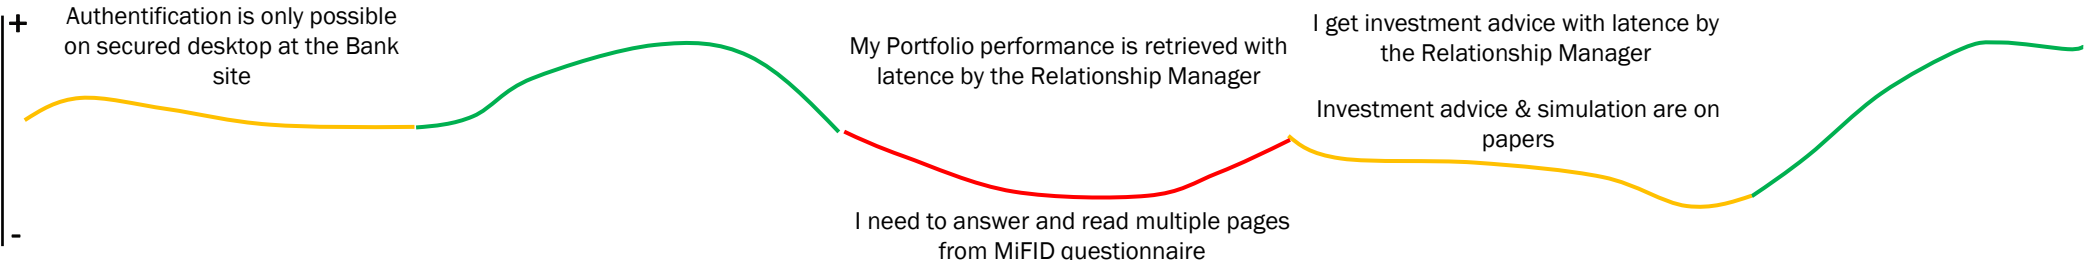 +
Authentification is only possible
on secured desktop at the Bank
site
My Portfolio performance is retrieved with
latence by the Relationship Manager
I get investment advice with latence by
the Relationship Manager
Investment advice & simulation are on
papers
I need to answer and read multiple pages
from MiFID questionnaire
-